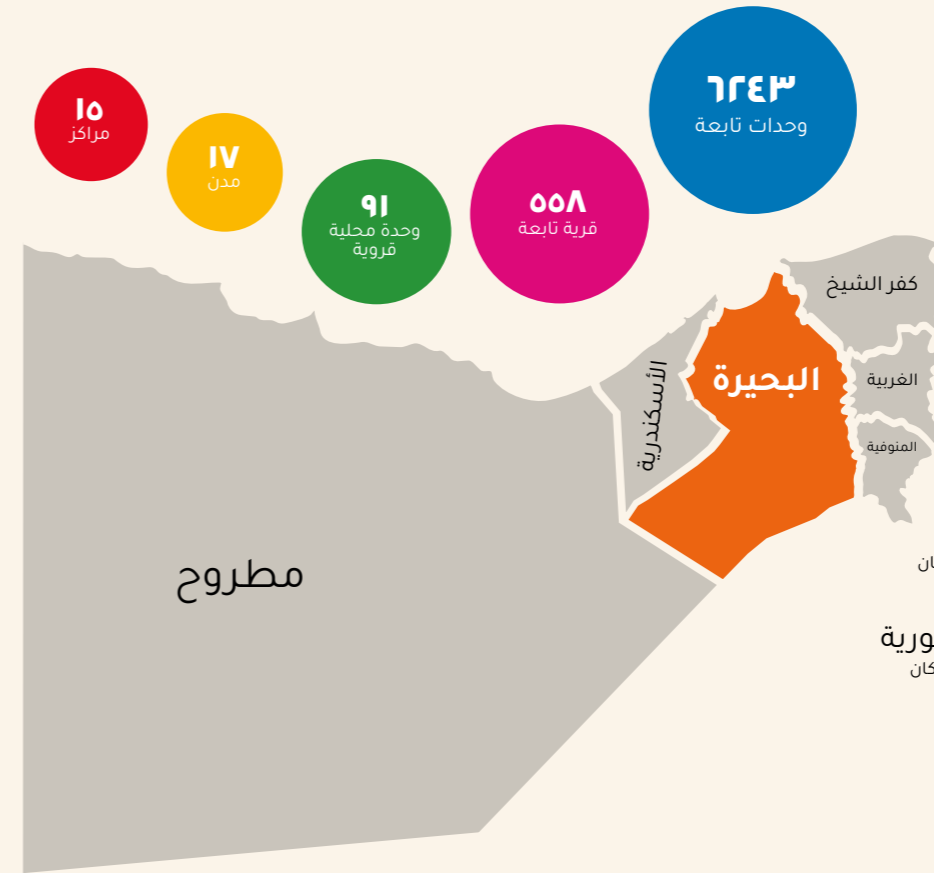 ٦٢٤٣
وحدات تابعة
٥٥٨
قرية تابعة
٩١
وحدة محلية
قروية
١٧
مدن
١٥
مراكز
كفر الشيخ
الغربية
المنوفية
البحيرة
الأسكندرية
مطروح